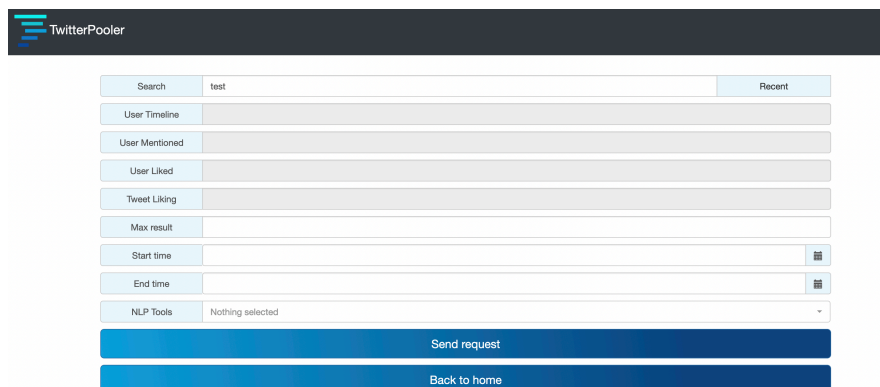 TwitterPooler
Search test Recent
User Timeline
User Mentioned
User Liked
Tweet Liking
Max result
Start time
End time
NLP Tools Nothing selected
Send request
Back to home